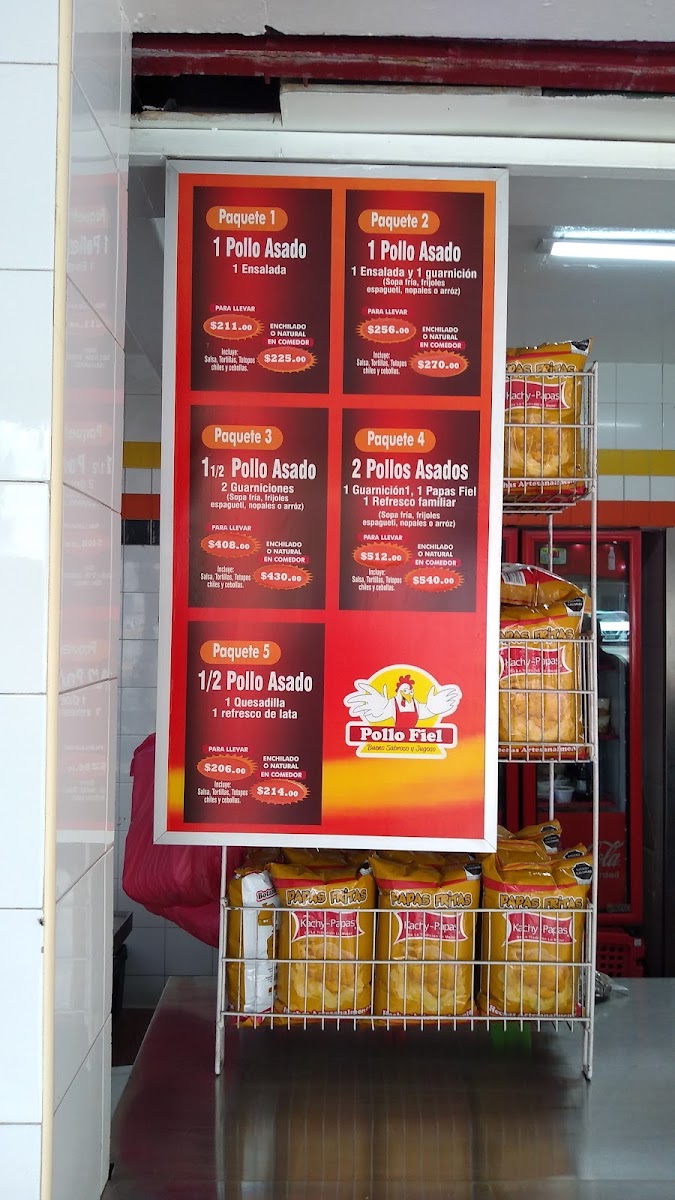 Paquete 1
1 Pollo Asado
1 Ensalada
PARA LLEVAR
$211.00
ENCHILADO
O NATURAL
EN COMEDOR
$225.00
Incluye:
Salsa, Tortillas, Totopos
chiles y cebollas.
Paquete 2
1 Pollo Asado
1 Ensalada y 1 guarnición
(Sopa fría, frijoles
espagueti, nopales o arróz)
PARA LLEVAR
$256.00
ENCHILADO
O NATURAL
EN COMEDOR
$270.00
Incluye:
Salsa, Tortillas, Totopos
chiles y cebollas.
Paquete 3
1 1/2 Pollo Asado
2 Guarniciones
(Sopa fría, frijoles
espagueti, nopales o arróz)
PARA LLEVAR
$408.00
ENCHILADO
O NATURAL
EN COMEDOR
$430.00
Incluye:
Salsa, Tortillas, Totopos
chiles y cebollas.
Paquete 4
2 Pollos Asados
1 Guarnición1, 1 Papas Fiel
1 Refresco familiar
(Sopa fría, frijoles
espagueti, nopales o arróz)
PARA LLEVAR
$512.00
ENCHILADO
O NATURAL
EN COMEDOR
$540.00
Incluye:
Salsa, Tortillas, Totopos
chiles y cebollas.
Paquete 5
1/2 Pollo Asado
1 Quesadilla
1 refresco de lata
PARA LLEVAR
$206.00
ENCHILADO
O NATURAL
EN COMEDOR
$214.00
Incluye:
Salsa, Tortillas, Totopos
chiles y cebollas.
Pollo Fiel
Bueno Sabroso y Jugoso
PAPAS FRITAS
Kachy-Papas
PAPAS FRITAS
Kachy-Papas
Hechas Artesanalmente
PAPAS FRITAS
Kachy-Papas
PAPAS FRITAS
Kachy-Papas
PAPAS FRITAS
Kachy-Papas